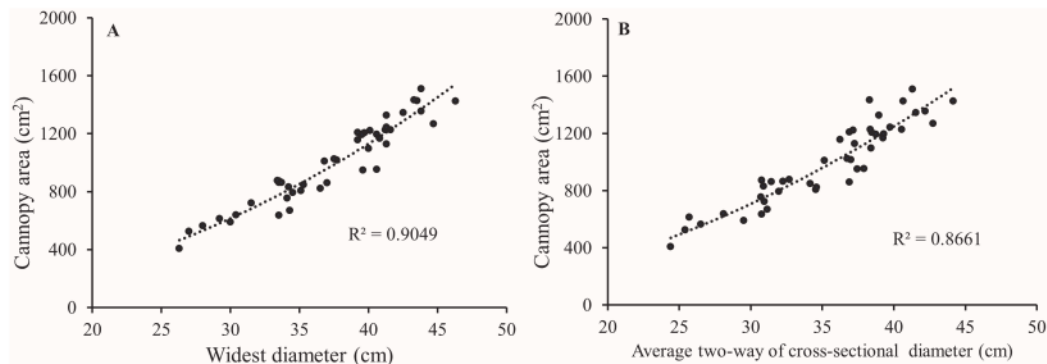 A
Cannopy area (cm²)
2000
1600
1200
800
400
0
R² = 0.9049
20 25 30 35 40 45 50
Widest diameter (cm)
B
Cannopy area (cm²)
2000
1600
1200
800
400
0
R² = 0.8661
20 25 30 35 40 45 50
Average two-way of cross-sectional diameter (cm)